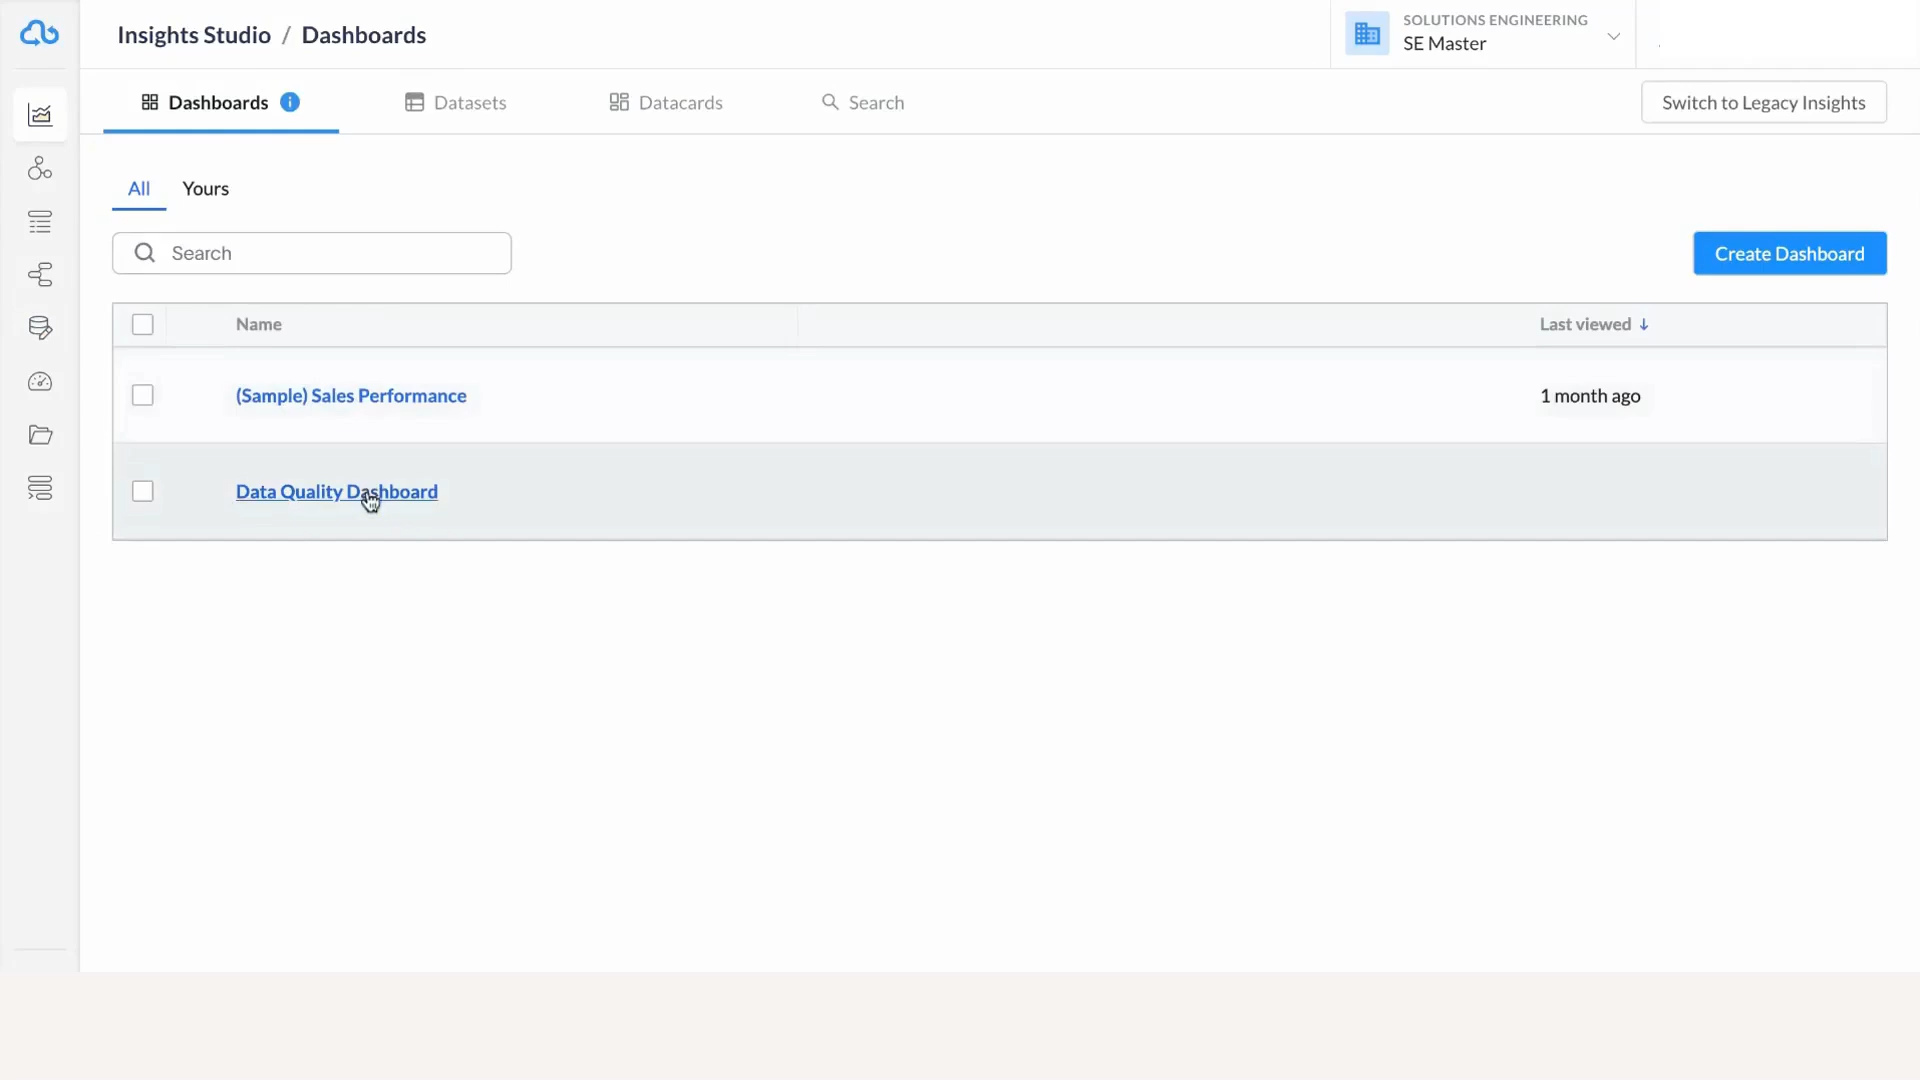 Insights Studio / Dashboards
SOLUTIONS ENGINEERING
SE Master
Dashboards
Datasets
Datacards
Search
Switch to Legacy Insights
All
Yours
Search
Create Dashboard
Name
Last viewed ↓
(Sample) Sales Performance
1 month ago
Data Quality Dashboard